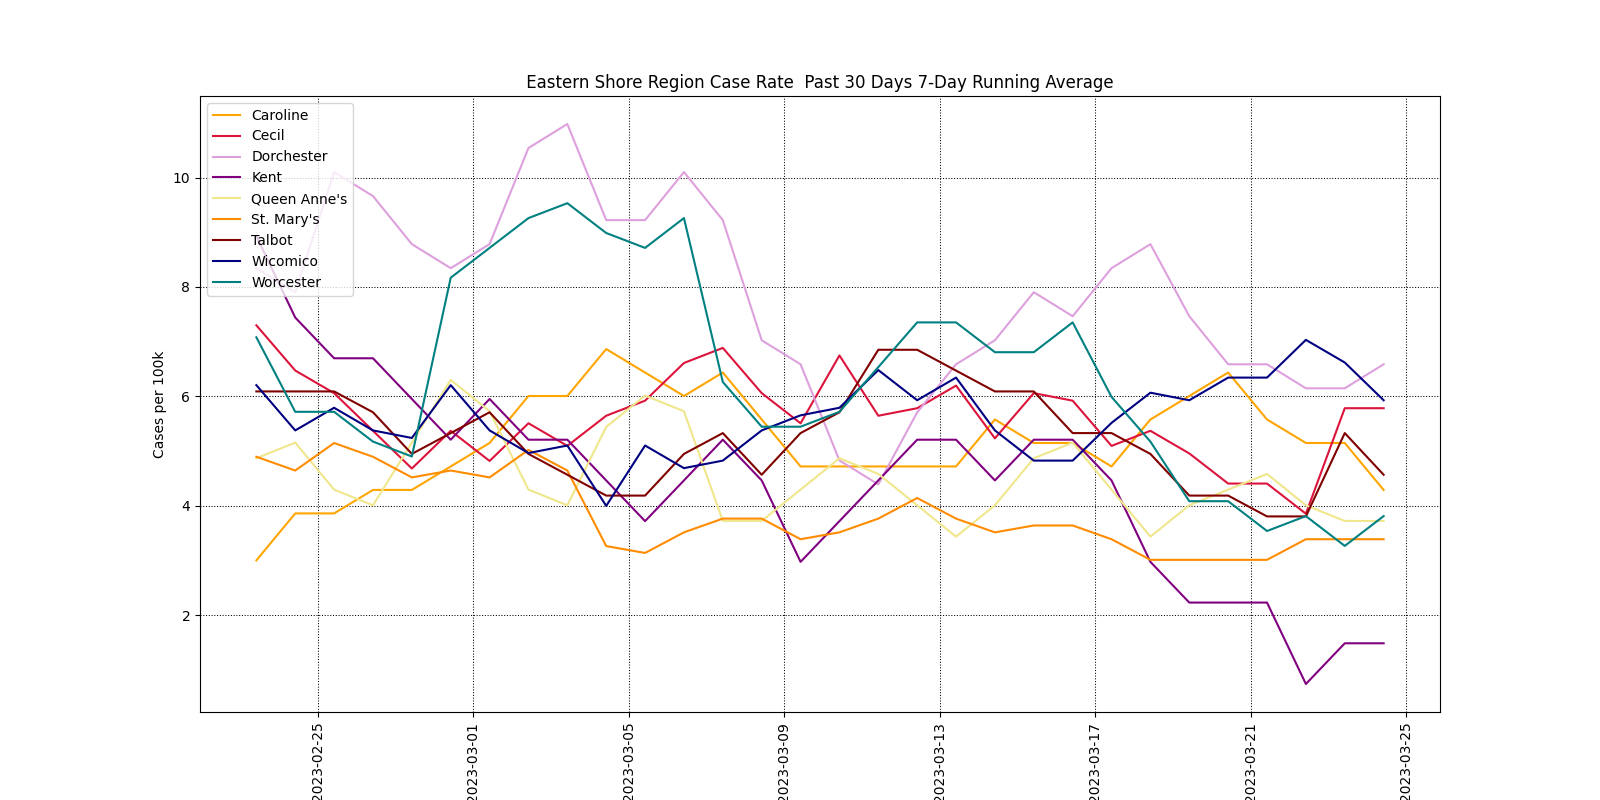 Eastern Shore Region Case Rate  Past 30 Days 7-Day Running Average
Caroline
Cecil
Dorchester
Kent
Queen Anne's
St. Mary's
Talbot
Wicomico
Worcester
Cases per 100k
10
8
6
4
2
2023-02-25
2023-03-01
2023-03-05
2023-03-09
2023-03-13
2023-03-17
2023-03-21
2023-03-25